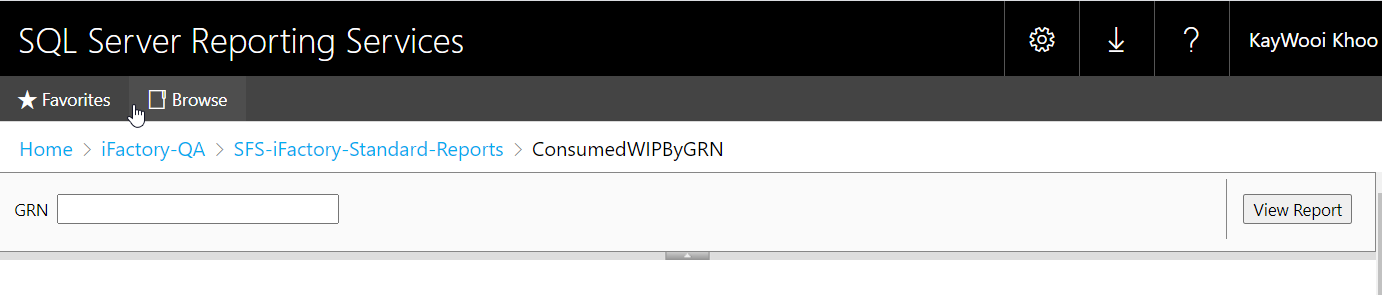 SQL Server Reporting Services
? KayWooi Khoo
Favorites Browse
Home > iFactory-QA > SFS-iFactory-Standard-Reports > ConsumedWIPByGRN
GRN View Report